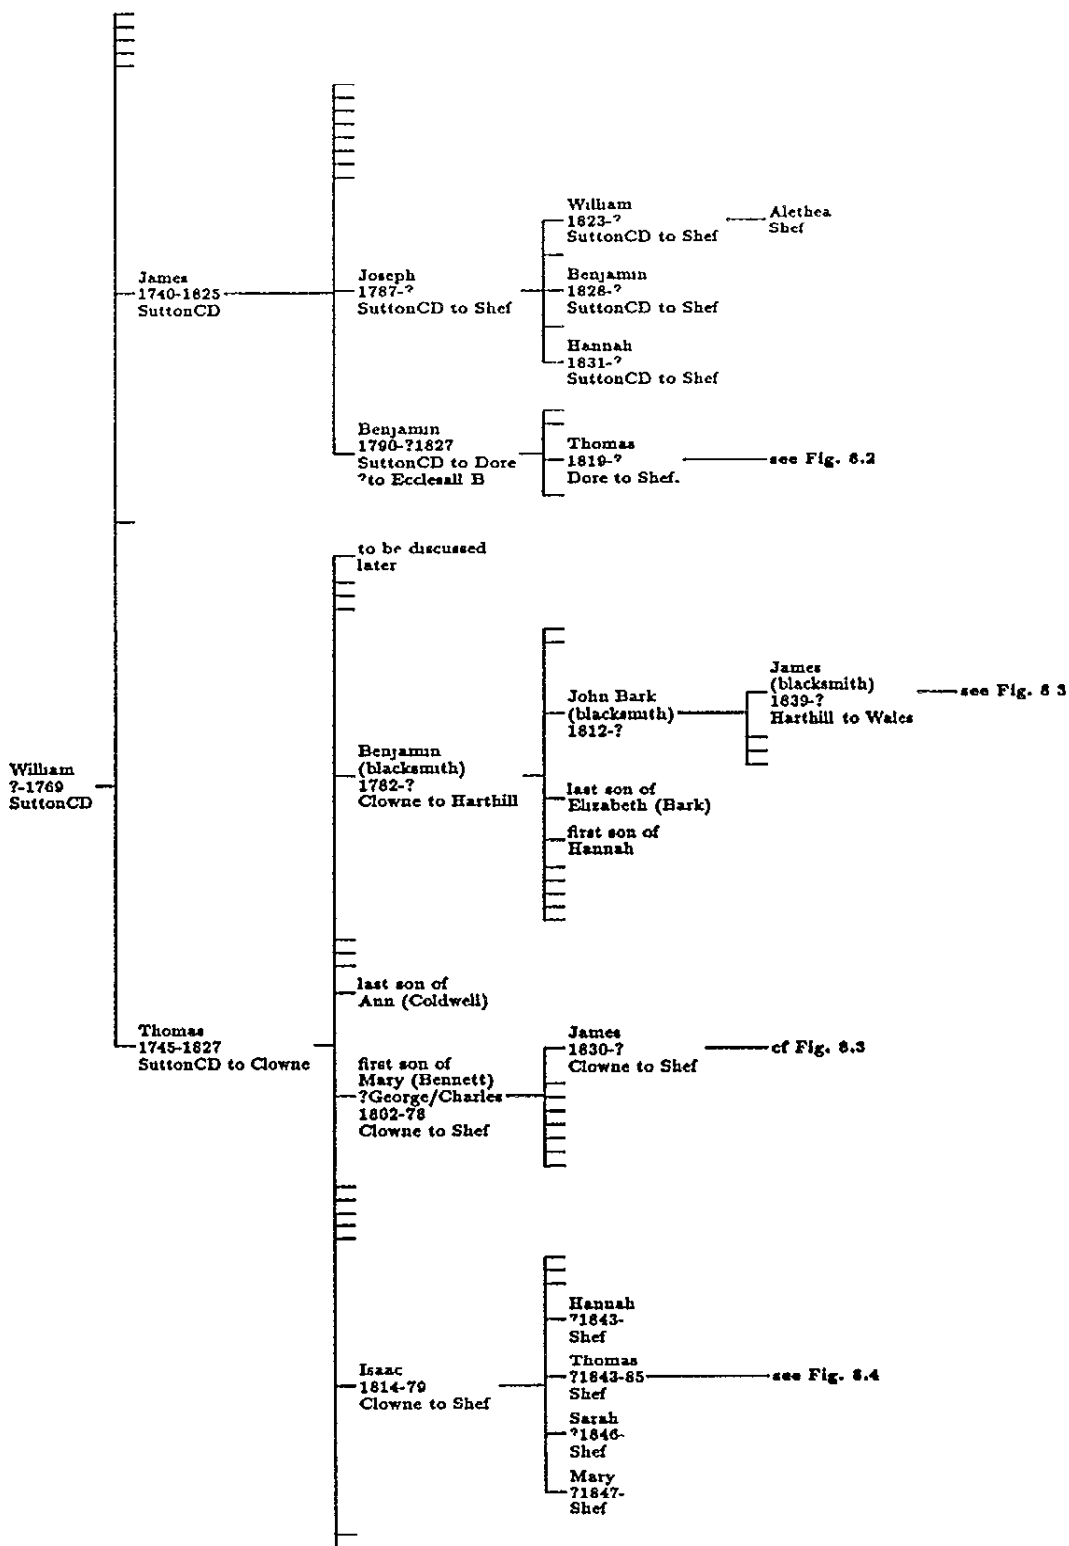 William
1823-?
SuttonCD to Shef
Alethea
Shef
James
1740-1825
SuttonCD
Joseph
1787-?
SuttonCD to Shef
Benjamin
1828-?
SuttonCD to Shef
Hannah
1831-?
SuttonCD to Shef
Benjamin
1790-?1827
SuttonCD to Dore
?to Ecclesall B
Thomas
1819-?
Dore to Shef.
see Fig. 8.2
to be discussed
later
John Bark
(blacksmith)
1812-?
James
(blacksmith)
1839-?
Harthill to Wales
see Fig 8 3
William
?-1769
SuttonCD
Benjamin
(blacksmith)
1782-?
Clowne to Harthill
last son of
Elizabeth (Bark)
first son of
Hannah
last son of
Ann (Coldwell)
Thomas
1745-1827
SuttonCD to Clowne
first son of
Mary (Bennett)
?George/Charles
1802-78
Clowne to Shef
James
1830-?
Clowne to Shef
cf Fig. 8.3
Isaac
1814-79
Clowne to Shef
Hannah
?1843-
Shef
Thomas
?1843-85
Shef
see Fig. 8.4
Sarah
?1846-
Shef
Mary
?1847-
Shef